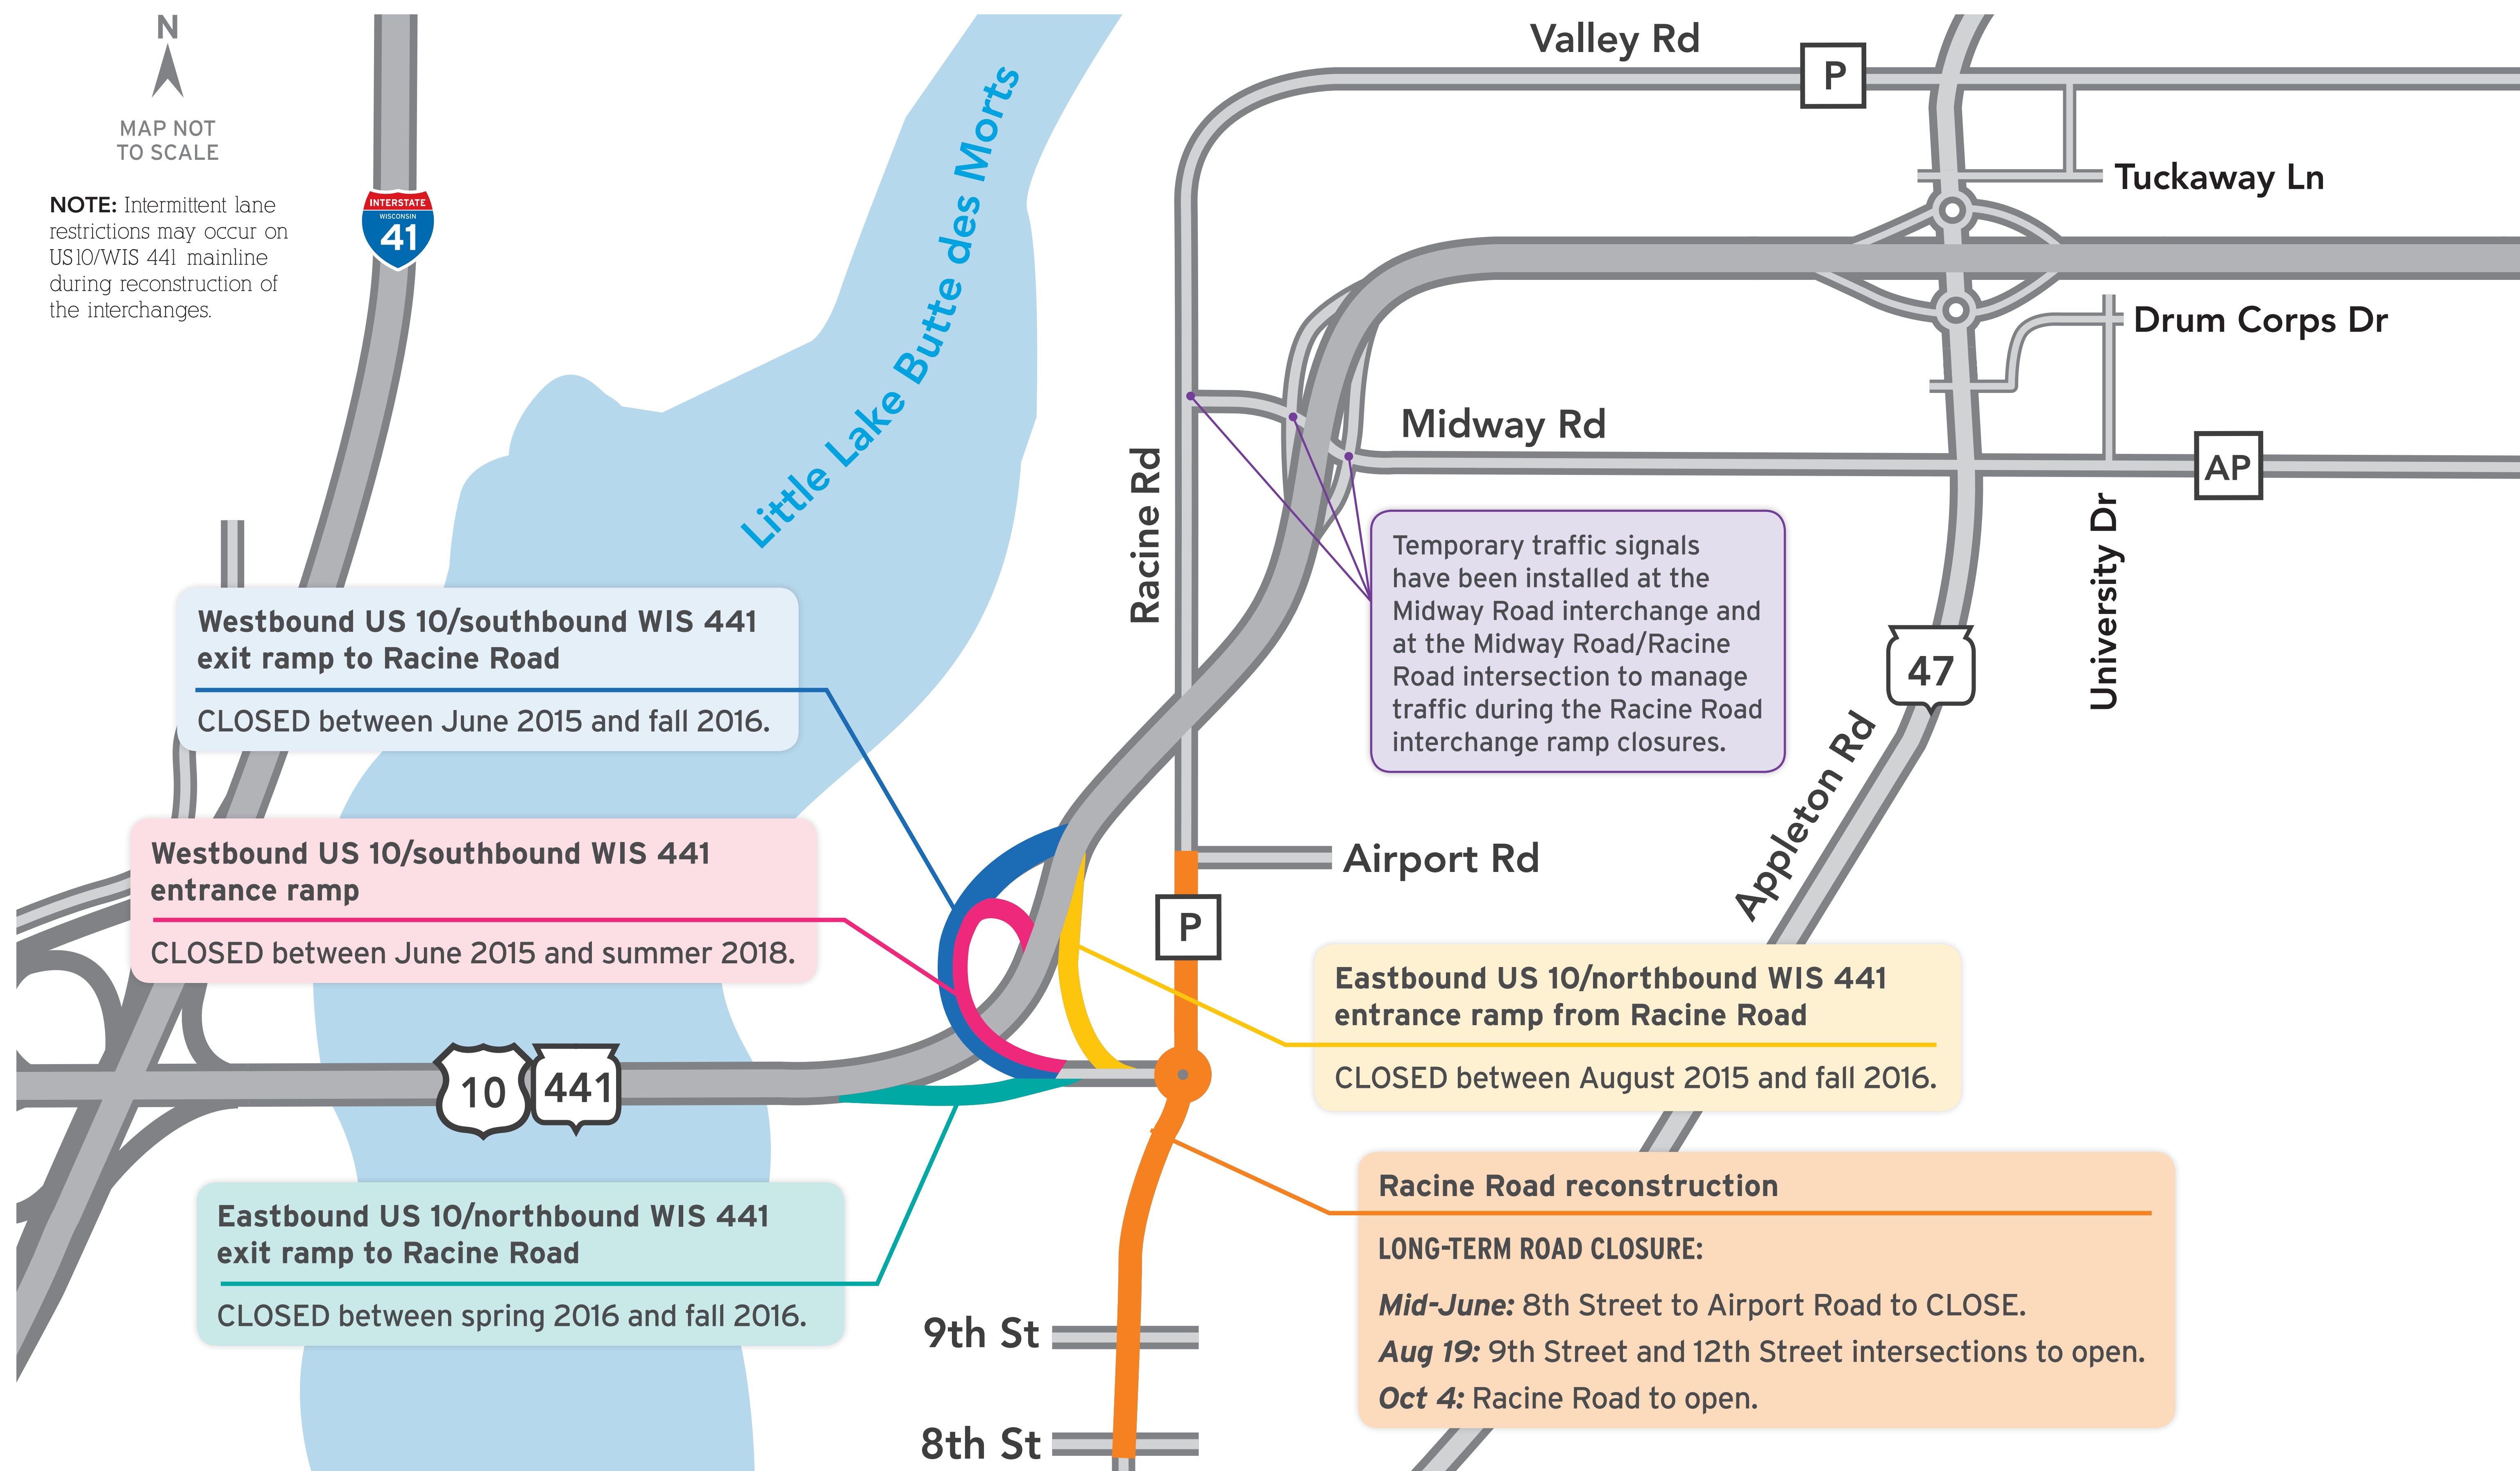 N
MAP NOT
TO SCALE
NOTE: Intermittent lane
restrictions may occur on
US10/WIS 441 mainline
during reconstruction of
the interchanges.
INTERSTATE
WISCONSIN
41
Little Lake Butte des Morts
Valley Rd
P
Tuckaway Ln
Drum Corps Dr
Midway Rd
AP
Racine Rd
University Dr
Temporary traffic signals
have been installed at the
Midway Road interchange and
at the Midway Road/Racine
Road intersection to manage
traffic during the Racine Road
interchange ramp closures.
47
Appleton Rd
Westbound US 10/southbound WIS 441
exit ramp to Racine Road
CLOSED between June 2015 and fall 2016.
Westbound US 10/southbound WIS 441
entrance ramp
CLOSED between June 2015 and summer 2018.
Airport Rd
P
Eastbound US 10/northbound WIS 441
entrance ramp from Racine Road
CLOSED between August 2015 and fall 2016.
10
441
Eastbound US 10/northbound WIS 441
exit ramp to Racine Road
CLOSED between spring 2016 and fall 2016.
Racine Road reconstruction
LONG-TERM ROAD CLOSURE:
Mid-June: 8th Street to Airport Road to CLOSE.
Aug 19: 9th Street and 12th Street intersections to open.
Oct 4: Racine Road to open.
9th St
8th St